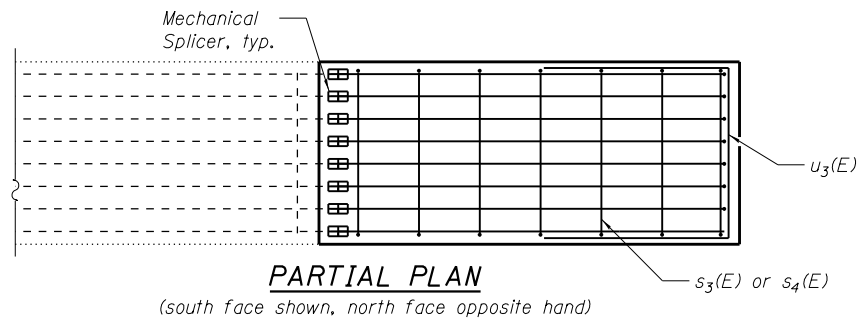 Mechanical
Splicer, typ.
u3(E)
s3(E) or s4(E)
PARTIAL PLAN
(south face shown, north face opposite hand)